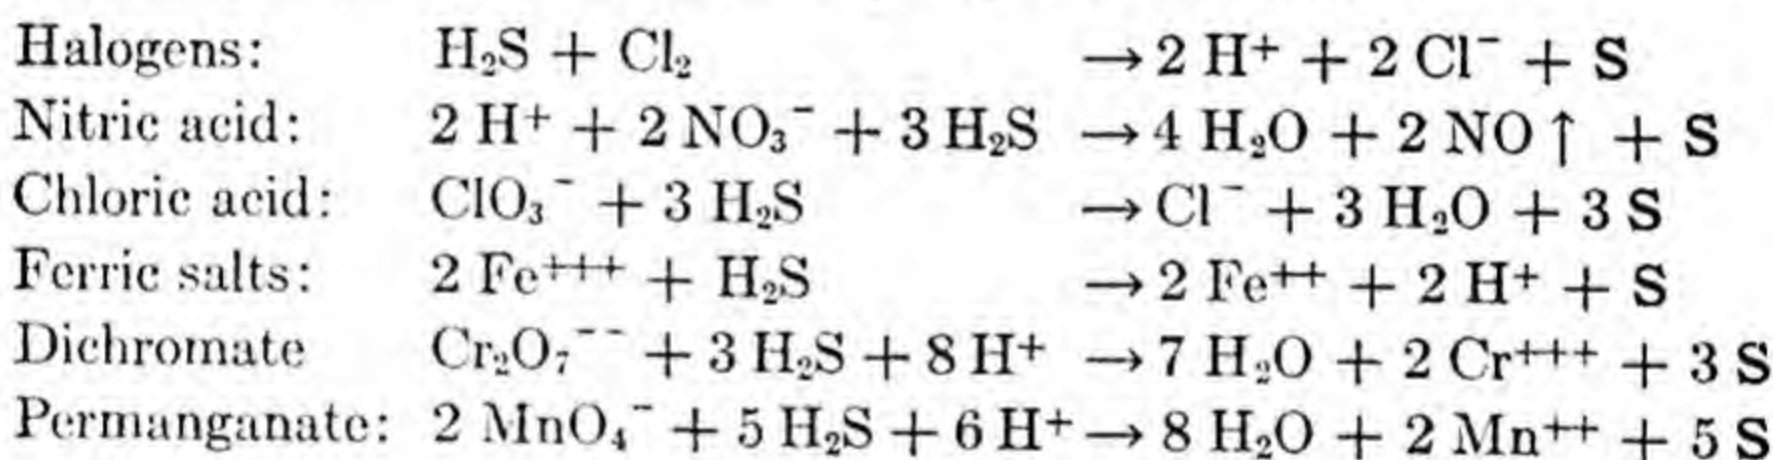 Halogens: H₂S + Cl₂ → 2 H⁺ + 2 Cl⁻ + S
Nitric acid: 2 H⁺ + 2 NO₃⁻ + 3 H₂S → 4 H₂O + 2 NO ↑ + S
Chloric acid: ClO₃⁻ + 3 H₂S → Cl⁻ + 3 H₂O + 3 S
Ferric salts: 2 Fe⁺⁺⁺ + H₂S → 2 Fe⁺⁺ + 2 H⁺ + S
Dichromate Cr₂O₇⁻⁻ + 3 H₂S + 8 H⁺ → 7 H₂O + 2 Cr⁺⁺⁺ + 3 S
Permanganate: 2 MnO₄⁻ + 5 H₂S + 6 H⁺ → 8 H₂O + 2 Mn⁺⁺ + 5 S